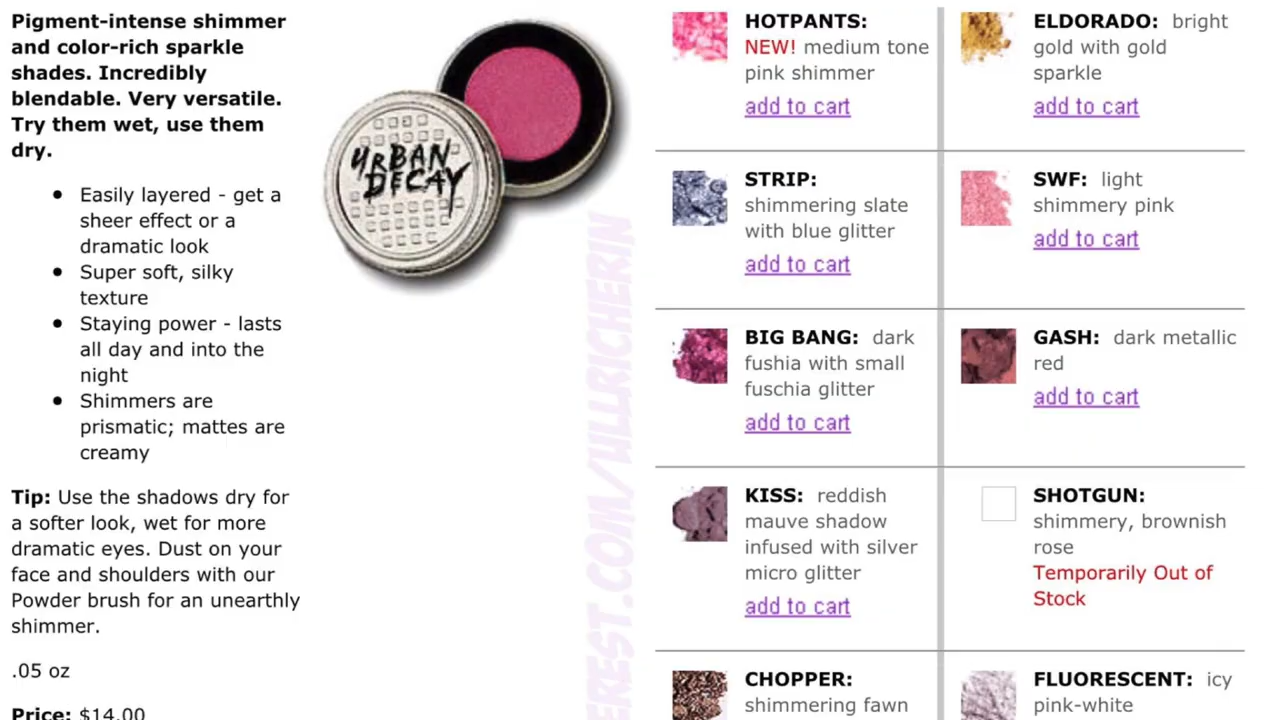 Pigment-intense shimmer
and color-rich sparkle
shades. Incredibly
blendable. Very versatile.
Try them wet, use them
dry.
• Easily layered - get a
sheer effect or a
dramatic look
• Super soft, silky
texture
• Staying power - lasts
all day and into the
night
• Shimmers are
prismatic; mattes are
creamy
Tip: Use the shadows dry for
a softer look, wet for more
dramatic eyes. Dust on your
face and shoulders with our
Powder brush for an unearthly
shimmer.
.05 oz
Price: $14.00
URBAN
DECAY
EREST.COM/ULLRICHERIN
HOTPANTS:
NEW! medium tone
pink shimmer
add to cart
ELDORADO: bright
gold with gold
sparkle
add to cart
STRIP:
shimmering slate
with blue glitter
add to cart
SWF: light
shimmery pink
add to cart
BIG BANG: dark
fushia with small
fuschia glitter
add to cart
GASH: dark metallic
red
add to cart
KISS: reddish
mauve shadow
infused with silver
micro glitter
add to cart
SHOTGUN:
shimmery, brownish
rose
Temporarily Out of
Stock
CHOPPER:
shimmering fawn
FLUORESCENT: icy
pink-white